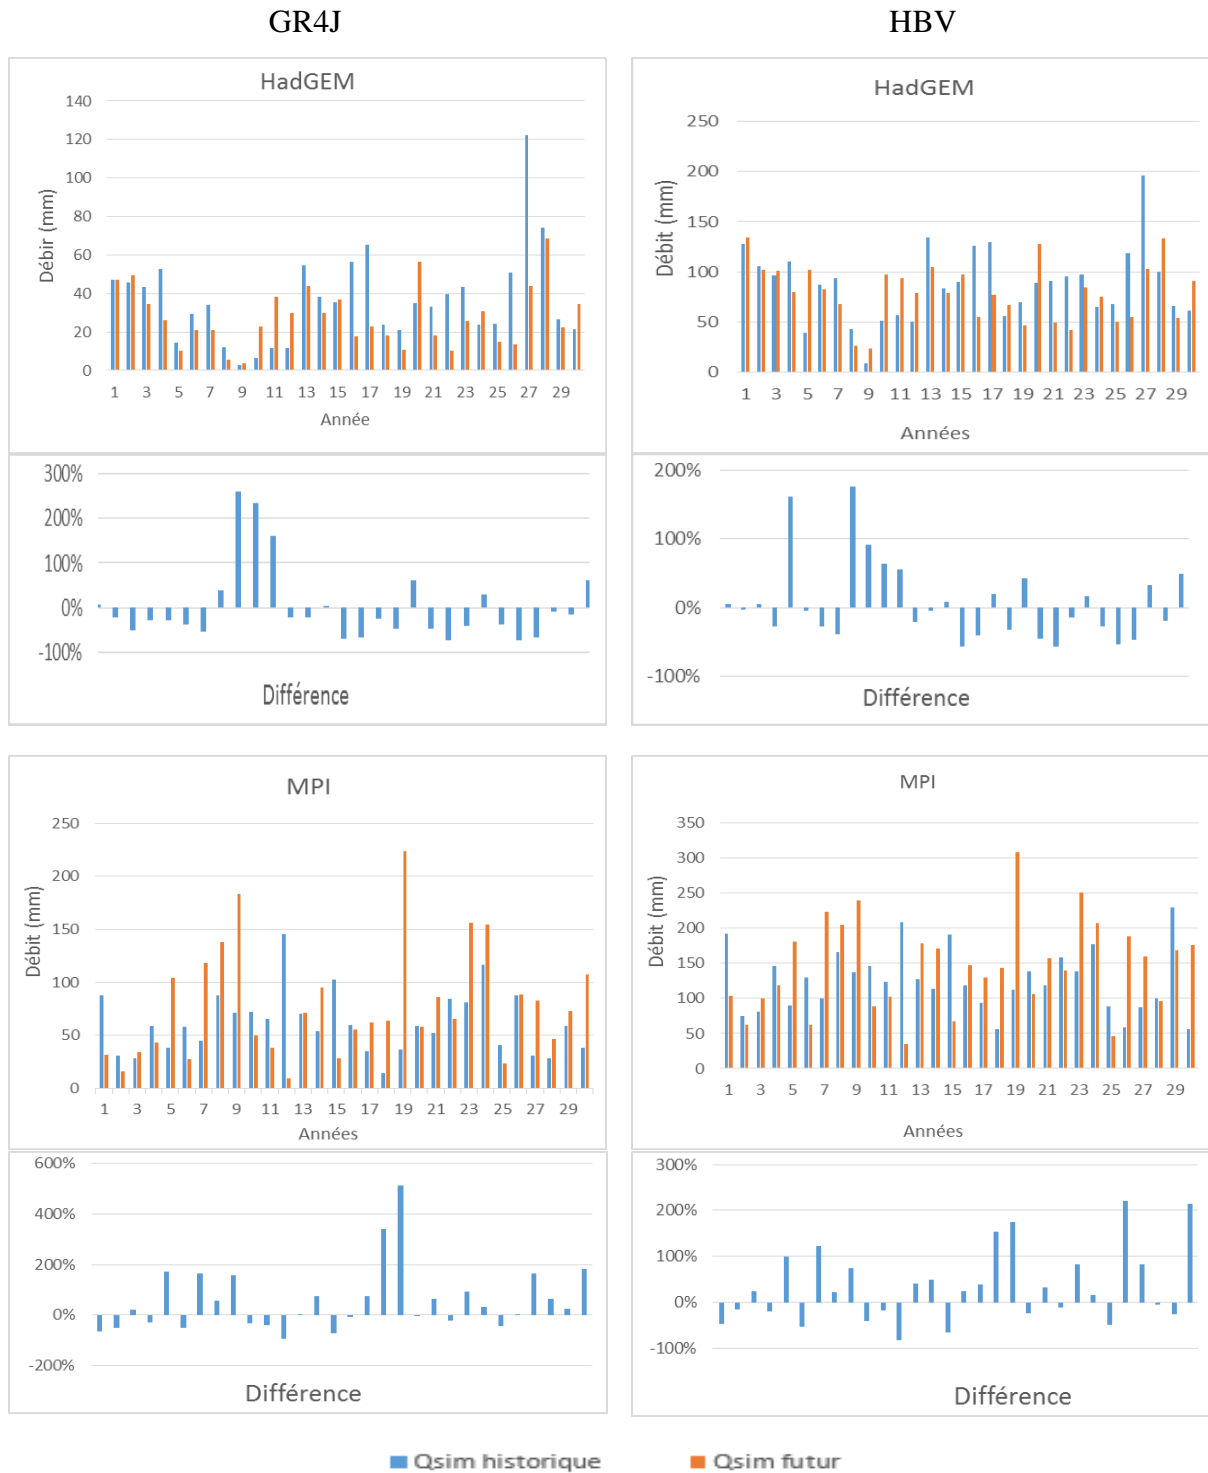 GR4J
HBV
HadGEM
140
120
100
80
60
40
20
0
Débir (mm)
1 3 5 7 9 11 13 15 17 19 21 23 25 27 29
Année
300%
200%
100%
0%
-100%
Différence
HadGEM
250
200
150
100
50
0
Débit (mm)
1 3 5 7 9 11 13 15 17 19 21 23 25 27 29
Années
200%
100%
0%
-100%
Différence
MPI
250
200
150
100
50
0
Débit (mm)
1 3 5 7 9 11 13 15 17 19 21 23 25 27 29
Années
600%
400%
200%
0%
-200%
Différence
MPI
350
300
250
200
150
100
50
0
Débit (mm)
1 3 5 7 9 11 13 15 17 19 21 23 25 27 29
Années
300%
200%
100%
0%
-100%
Différence
Qsim historique
Qsim futur